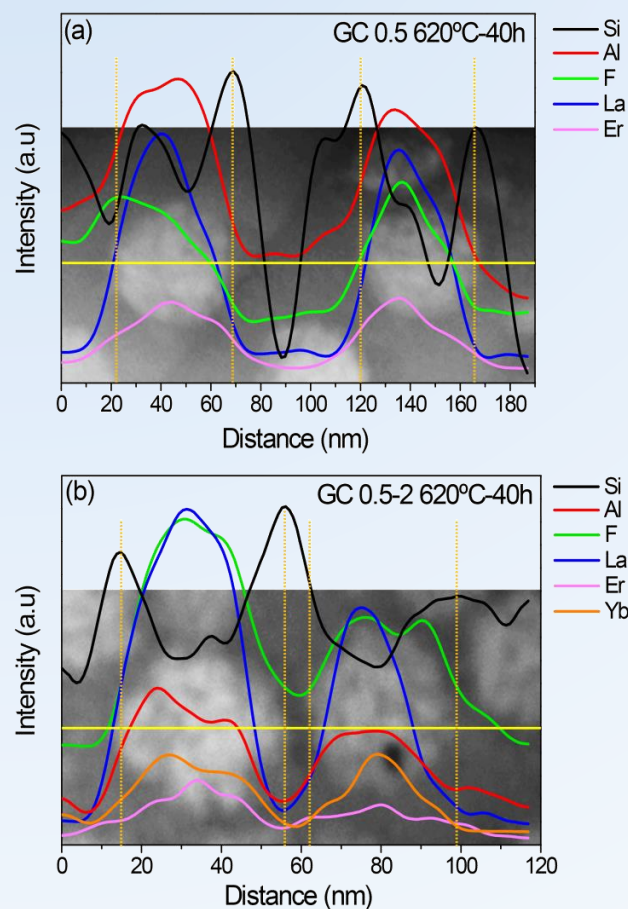 (a)
GC 0.5 620ºC-40h
Si
Al
F
La
Er
Intensity (a.u)
0 20 40 60 80 100 120 140 160 180
Distance (nm)
(b)
GC 0.5-2 620ºC-40h
Si
Al
F
La
Er
Yb
Intensity (a.u)
0 20 40 60 80 100 120
Distance (nm)